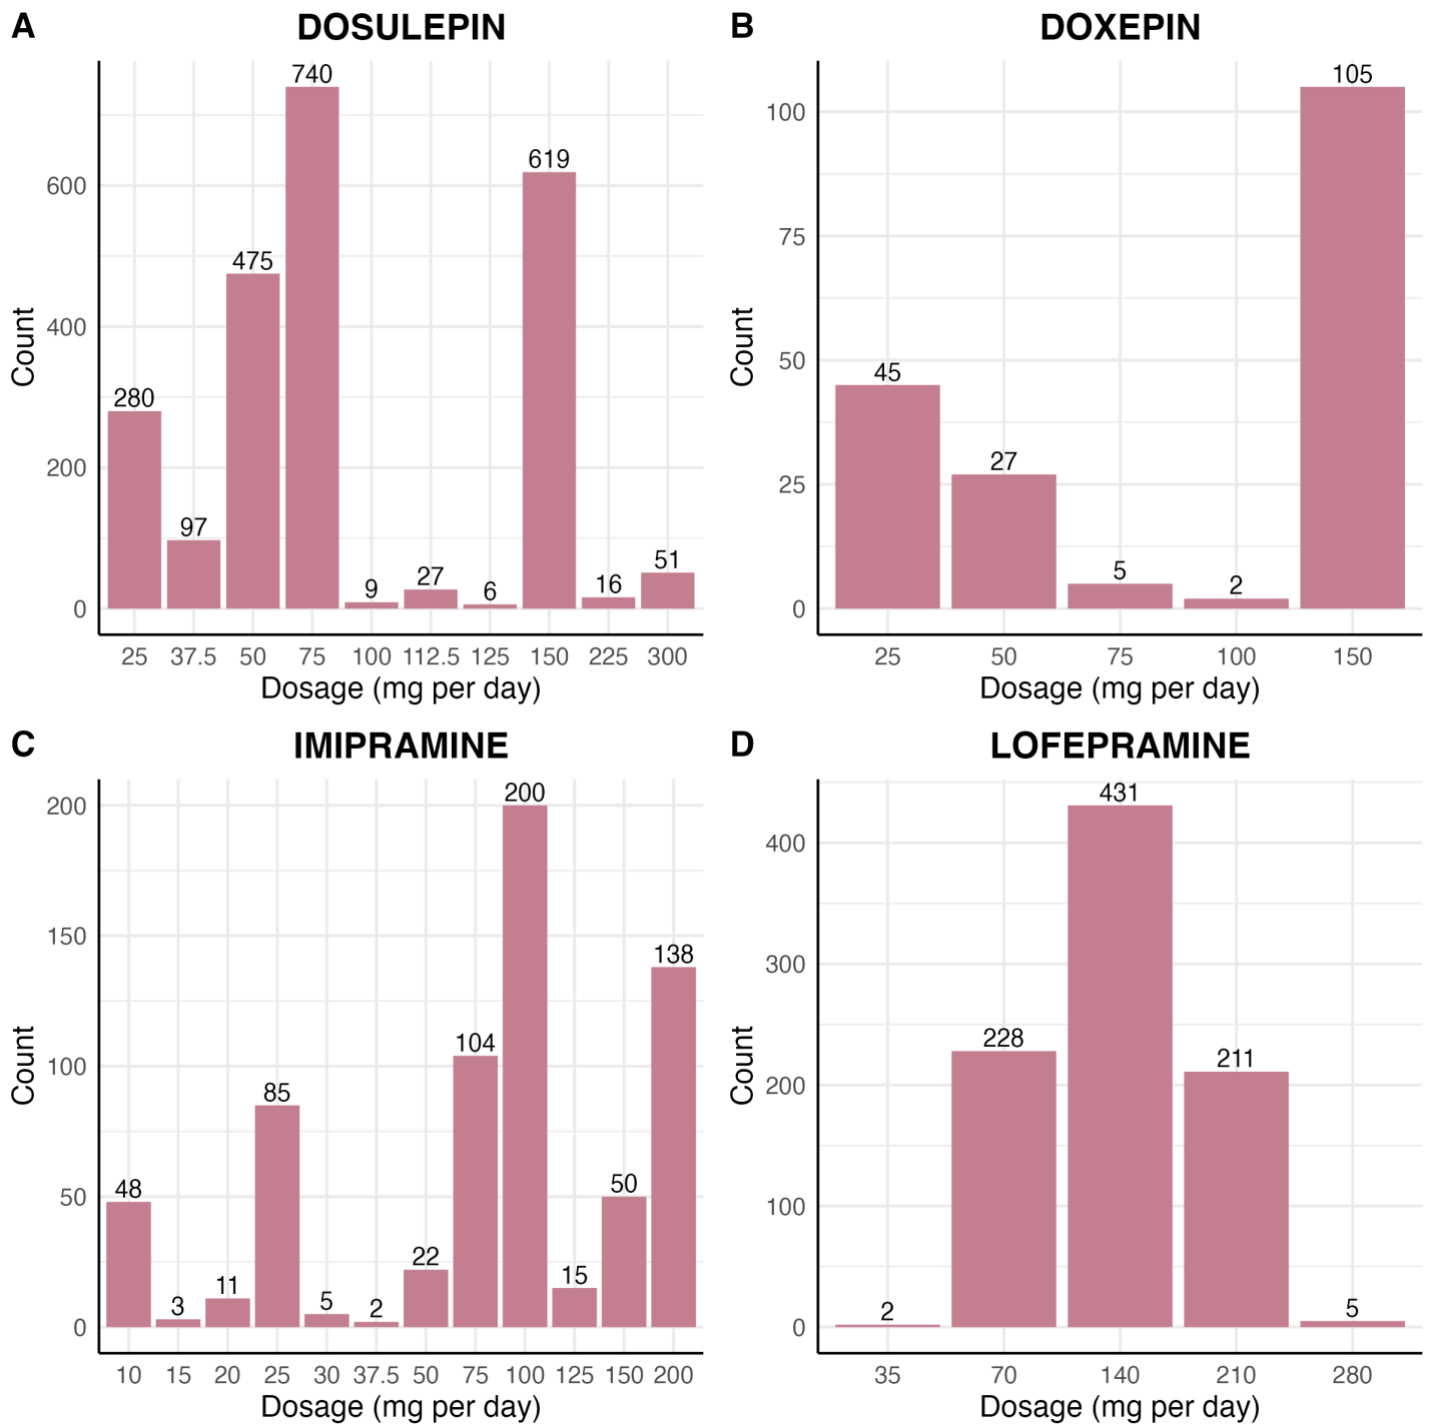 A
DOSULEPIN
740
619
475
280
97
9
27
6
16
51
600
400
200
0
Count
25 37.5 50 75 100 112.5 125 150 225 300
Dosage (mg per day)
B
DOXEPIN
105
45
27
5
2
100
75
50
25
0
Count
25 50 75 100 150
Dosage (mg per day)
C
IMIPRAMINE
200
138
104
85
48
3
11
5
2
22
15
50
200
150
100
50
0
Count
10 15 20 25 30 37.5 50 75 100 125 150 200
Dosage (mg per day)
D
LOFEPRAMINE
431
228
211
2
5
400
300
200
100
0
Count
35 70 140 210 280
Dosage (mg per day)